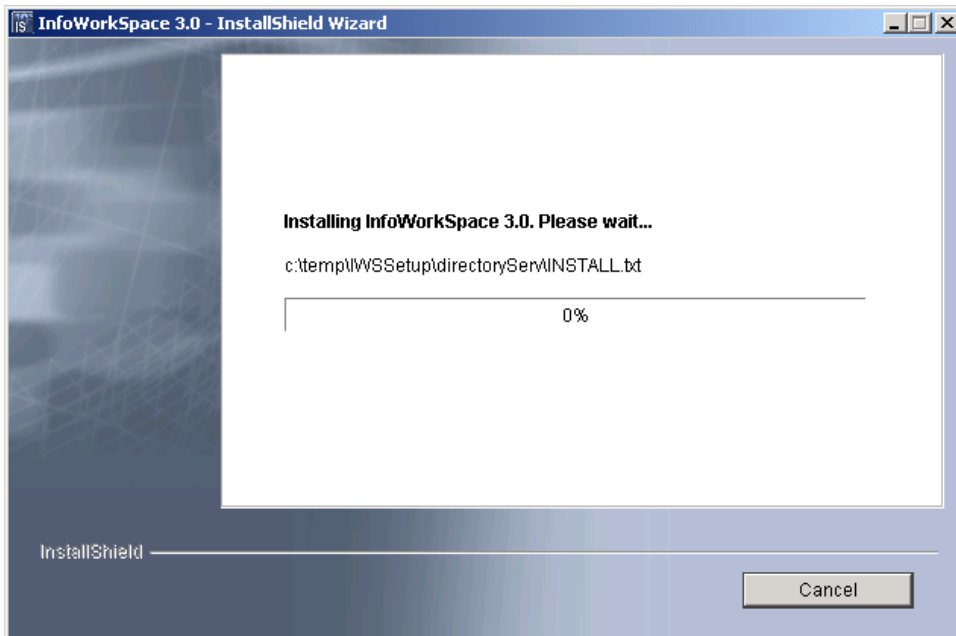 InfoWorkSpace 3.0 - InstallShield Wizard
Installing InfoWorkSpace 3.0. Please wait...
c:\temp\IWSSetup\directoryServ\INSTALL.txt
0%
InstallShield
Cancel